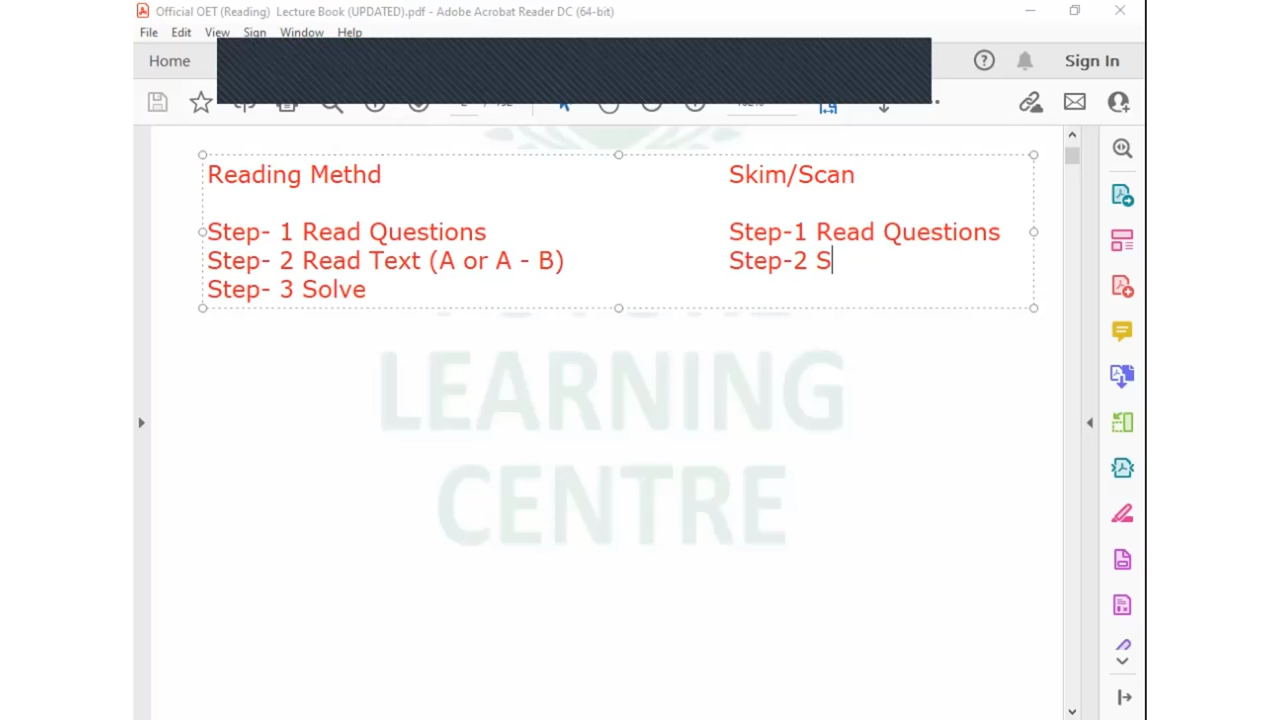 Official OET (Reading) Lecture Book (UPDATED).pdf - Adobe Acrobat Reader DC (64-bit)
File Edit View Sign Window Help
Home Sign In
Reading Methd Skim/Scan
Step- 1 Read Questions Step-1 Read Questions
Step- 2 Read Text (A or A - B) Step-2 S
Step- 3 Solve
LEARNING
CENTRE